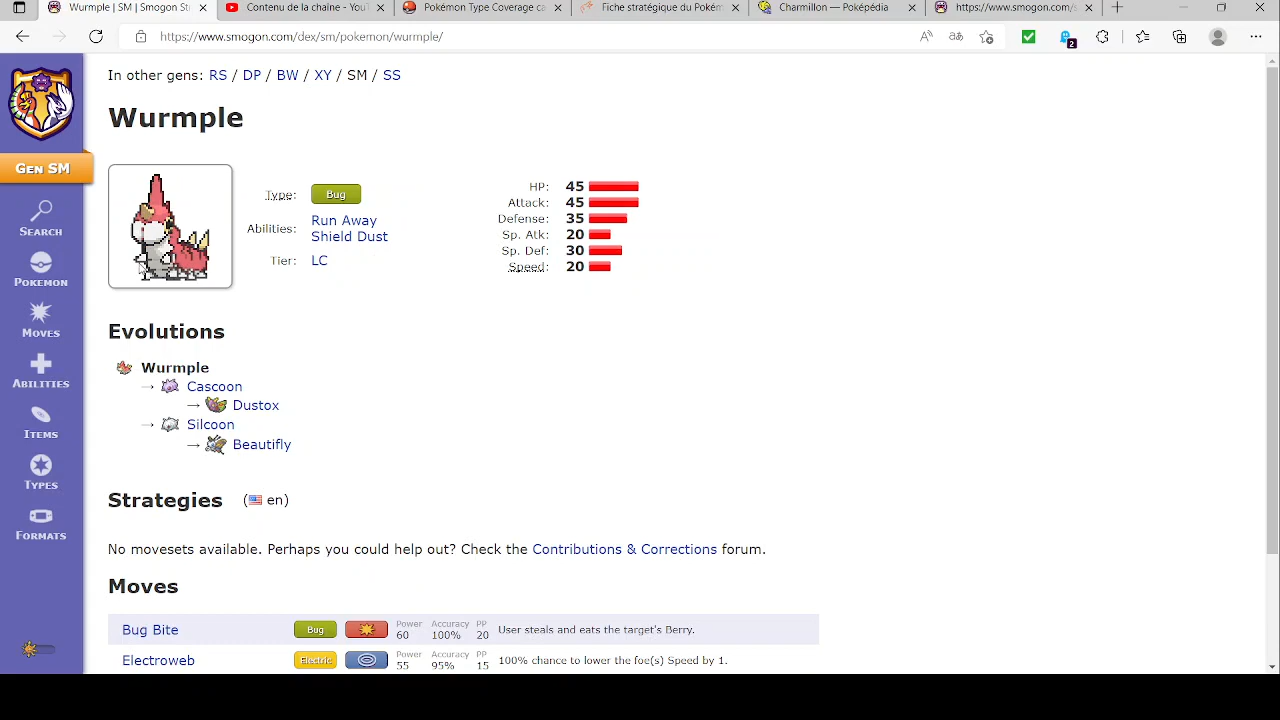 Wurmple | SM | Smogon St
Contenu de la chaîne - YouT
Pokémon Type Coverage ca
Fiche stratégique du Pokém
Charmillon — Poképédia
https://www.smogon.com/s
https://www.smogon.com/dex/sm/pokemon/wurmple/
2
In other gens: RS / DP / BW / XY / SM / SS
Wurmple
GEN SM
SEARCH
POKEMON
MOVES
ABILITIES
ITEMS
TYPES
FORMATS
Type: Bug
Abilities: Run Away
Shield Dust
Tier: LC
HP: 45
Attack: 45
Defense: 35
Sp. Atk: 20
Sp. Def: 30
Speed: 20
Evolutions
Wurmple
→ Cascoon
→ Dustox
→ Silcoon
→ Beautifly
Strategies (en)
No movesets available. Perhaps you could help out? Check the Contributions & Corrections forum.
Moves
Bug Bite Bug Power 60 Accuracy 100% PP 20 User steals and eats the target's Berry.
Electroweb Electric Power 55 Accuracy 95% PP 15 100% chance to lower the foe(s) Speed by 1.